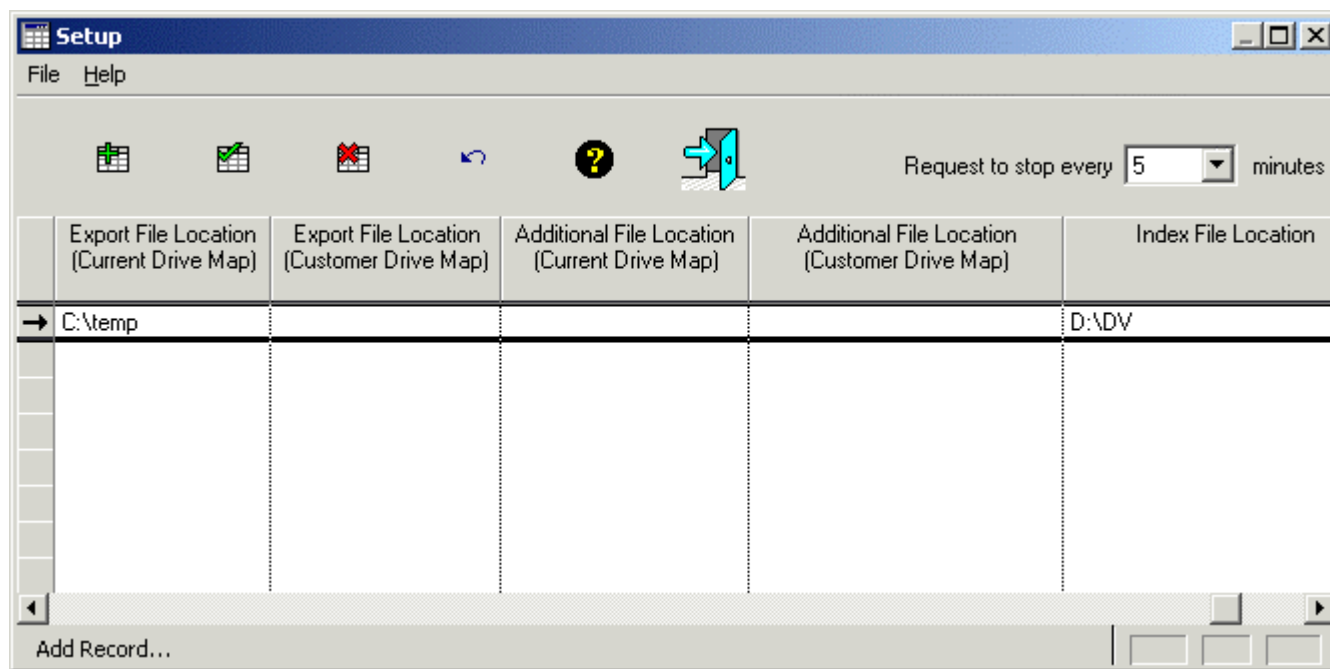 Setup
File Help
Request to stop every 5 minutes
Export File Location
(Current Drive Map)
Export File Location
(Customer Drive Map)
Additional File Location
(Current Drive Map)
Additional File Location
(Customer Drive Map)
Index File Location
C:\temp D:\DV
Add Record...